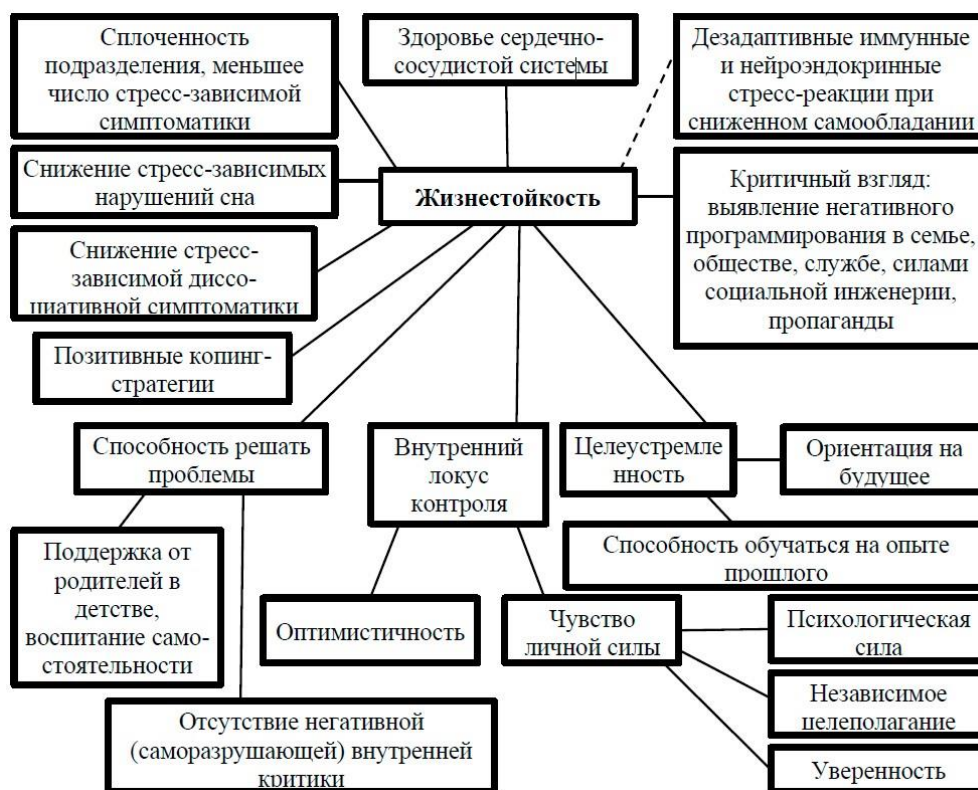 Сплоченность
подразделения, меньшее
число стресс-зависимой
симптоматики
Здоровье сердечно-
сосудистой системы
Дезадаптивные иммунные
и нейроэндокринные
стресс-реакции при
сниженном самообладании
Снижение стресс-зависимых
нарушений сна
Жизнестойкость
Критичный взгляд:
выявление негативного
программирования в семье,
обществе, службе, силами
социальной инженерии,
пропаганды
Снижение стресс-
зависимой диссо-
циативной симптоматики
Позитивные копинг-
стратегии
Способность решать
проблемы
Внутренний
локус
контроля
Целеустремле
нность
Ориентация на
будущее
Поддержка от
родителей в
детстве,
воспитание само-
стоятельности
Способность обучаться на опыте
прошлого
Оптимистичность
Чувство
личной силы
Психологическая
сила
Независимое
целеполагание
Уверенность
Отсутствие негативной
(саморазрушающей) внутренней
критики